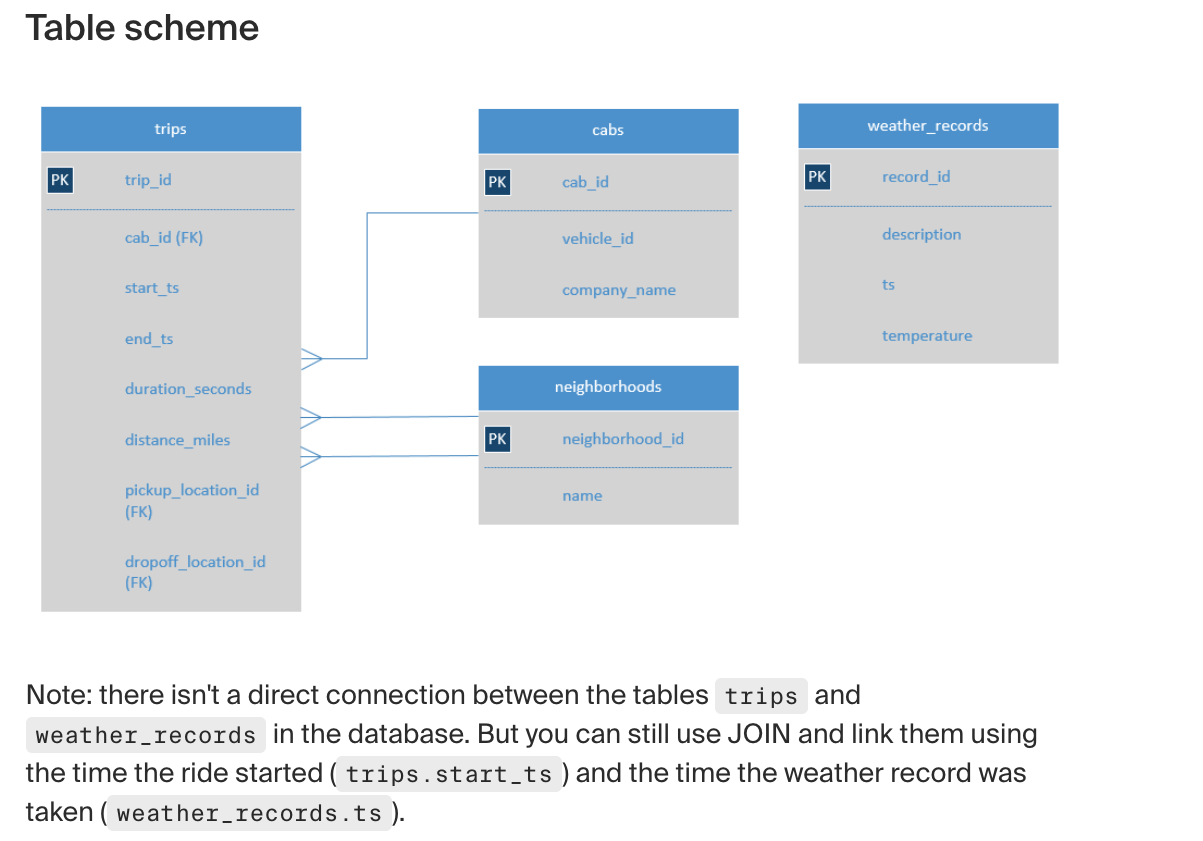 Table scheme
trips
PK trip_id
cab_id (FK)
start_ts
end_ts
duration_seconds
distance_miles
pickup_location_id
(FK)
dropoff_location_id
(FK)
cabs
PK cab_id
vehicle_id
company_name
neighborhoods
PK neighborhood_id
name
weather_records
PK record_id
description
ts
temperature
Note: there isn't a direct connection between the tables trips and
weather_records in the database. But you can still use JOIN and link them using
the time the ride started ( trips.start_ts ) and the time the weather record was
taken ( weather_records.ts ).